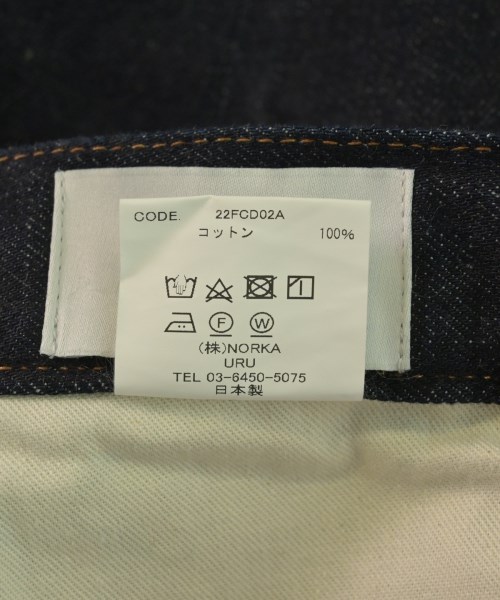 CODE. 22FCD02A
コットン 100%
F W
(株)NORKA
URU
TEL 03-6450-5075
日本製